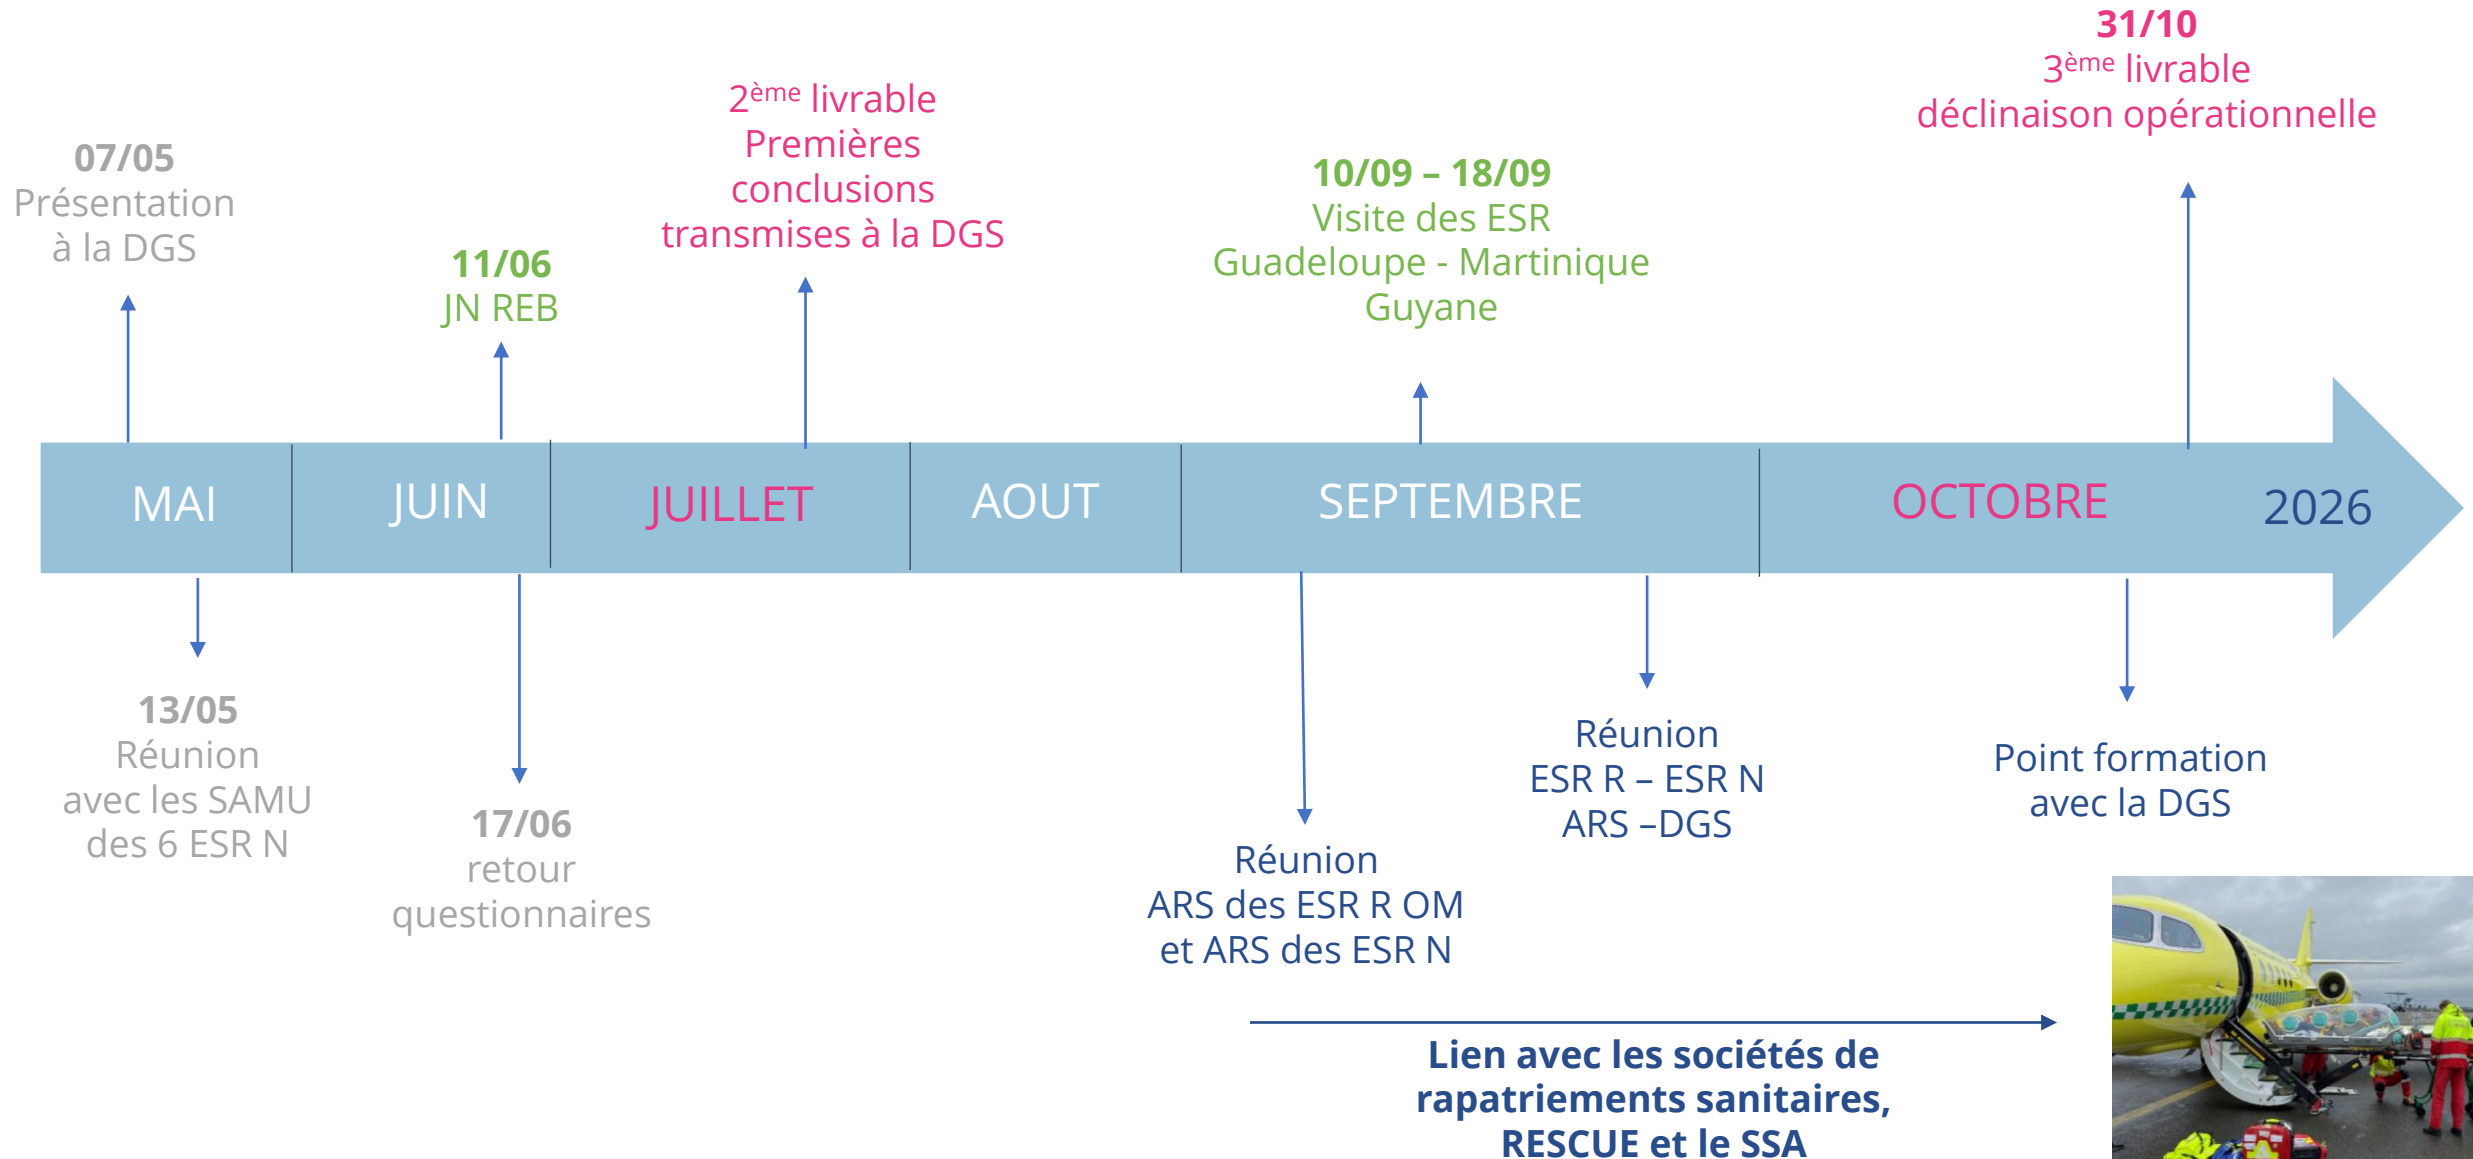 31/10
3ème livrable
déclinaison opérationnelle
2ème livrable
Premières
conclusions
transmises à la DGS
07/05
Présentation
à la DGS
10/09 – 18/09
Visite des ESR
Guadeloupe - Martinique
Guyane
11/06
JN REB
MAI
JUIN
JUILLET
AOUT
SEPTEMBRE
OCTOBRE
2026
13/05
Réunion
avec les SAMU
des 6 ESR N
17/06
retour
questionnaires
Réunion
ARS des ESR R OM
et ARS des ESR N
Réunion
ESR R – ESR N
ARS –DGS
Point formation
avec la DGS
Lien avec les sociétés de
rapatriements sanitaires,
RESCUE et le SSA